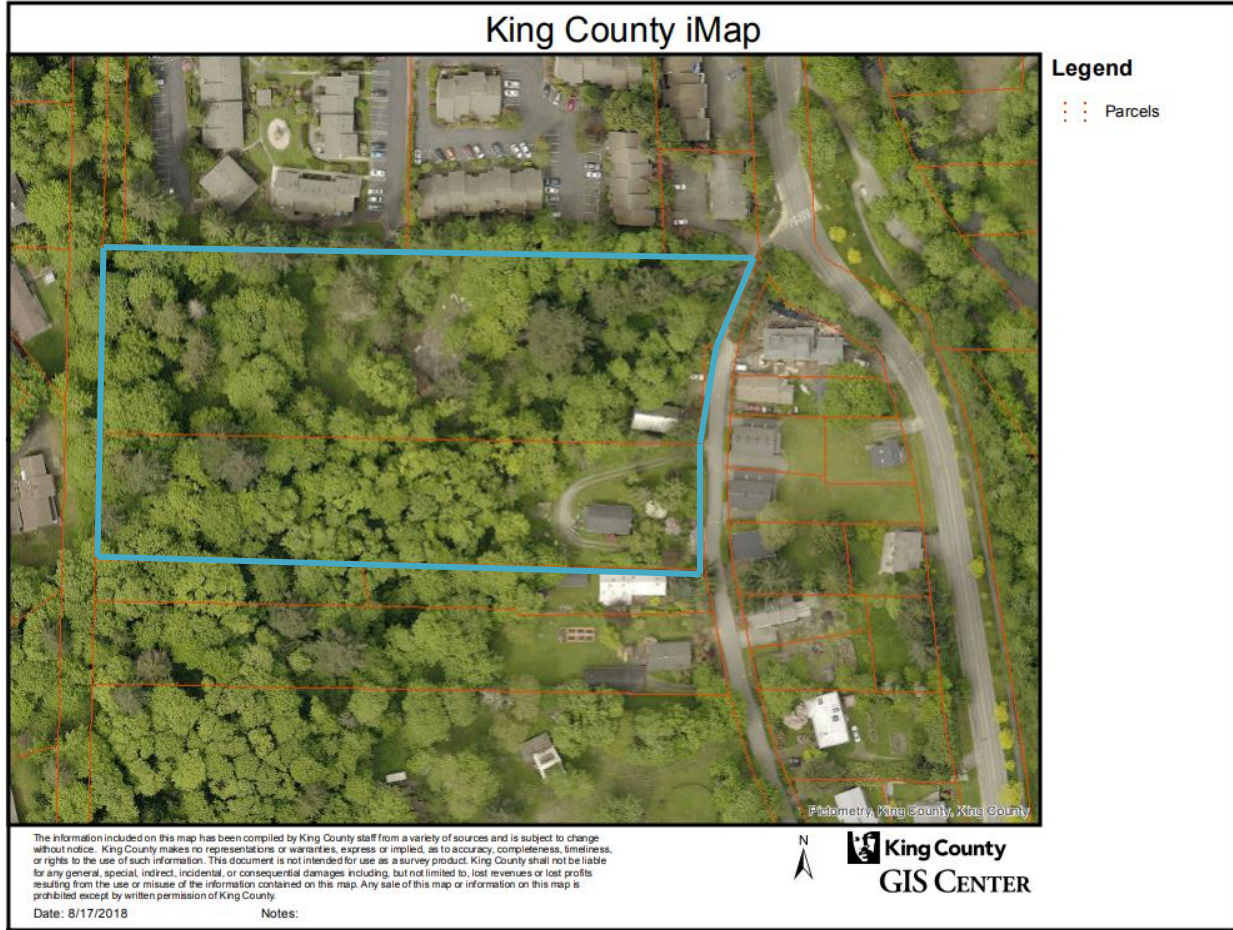 King County iMap
Legend
Parcels
Pictometry, King County, King County
The information included on this map has been compiled by King County staff from a variety of sources and is subject to change
without notice. King County makes no representations or warranties, express or implied, as to accuracy, completeness, timeliness,
or rights to the use of such information. This document is not intended for use as a survey product. King County shall not be liable
for any general, special, indirect, incidental, or consequential damages including, but not limited to, lost revenues or lost profits
resulting from the use or misuse of the information contained on this map. Any sale of this map or information on this map is
prohibited except by written permission of King County.
Date: 8/17/2018 Notes:
N
King County
GIS CENTER